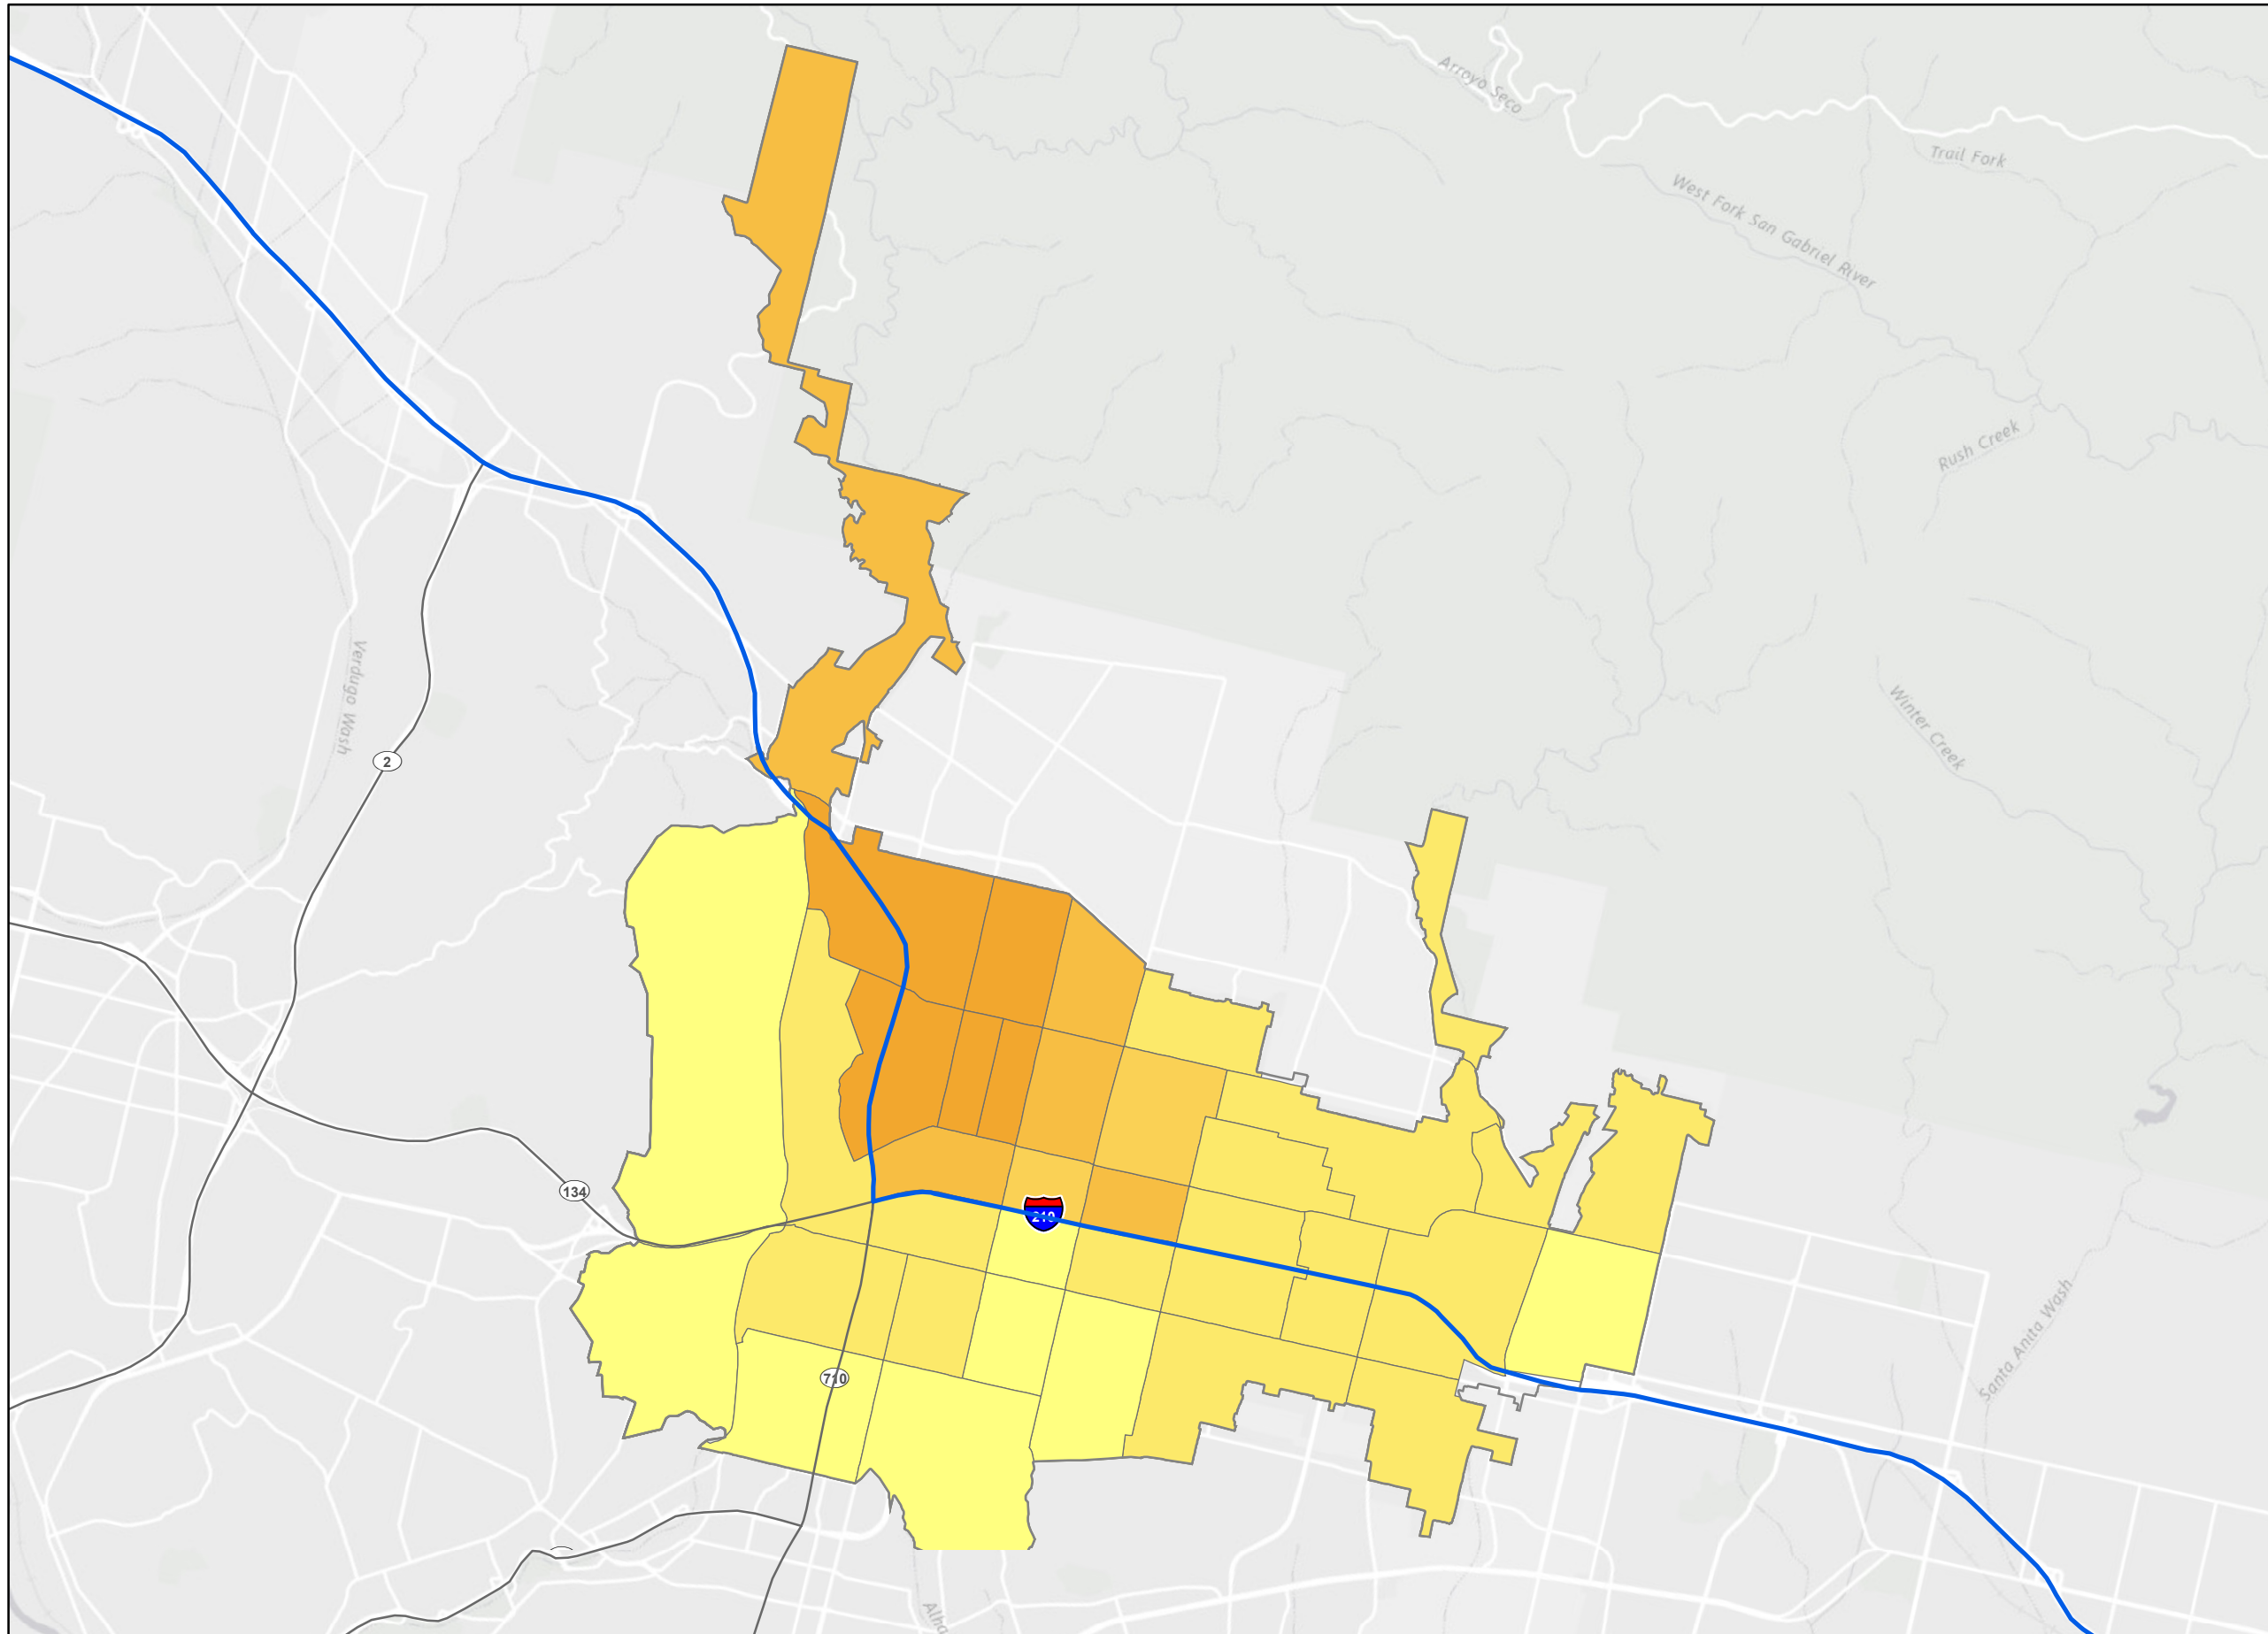 Arroyo Seco
Trail Fork
West Fork San Gabriel River
Rush Creek
Verdugo Wash
Winter Creek
2
134
210
710
Santa Anita Wash